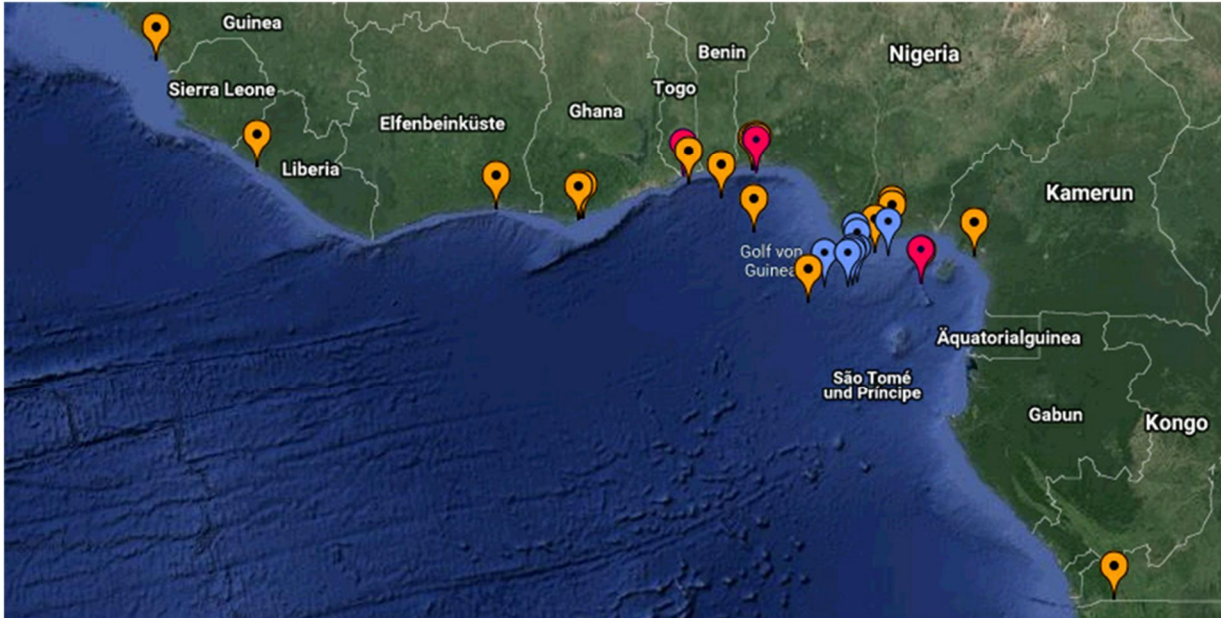 Guinea
Sierra Leone
Liberia
Elfenbeinküste
Ghana
Togo
Benin
Nigeria
Kamerun
Golf von
Guinea
Äquatorialguinea
São Tomé
und Príncipe
Gabun
Kongo